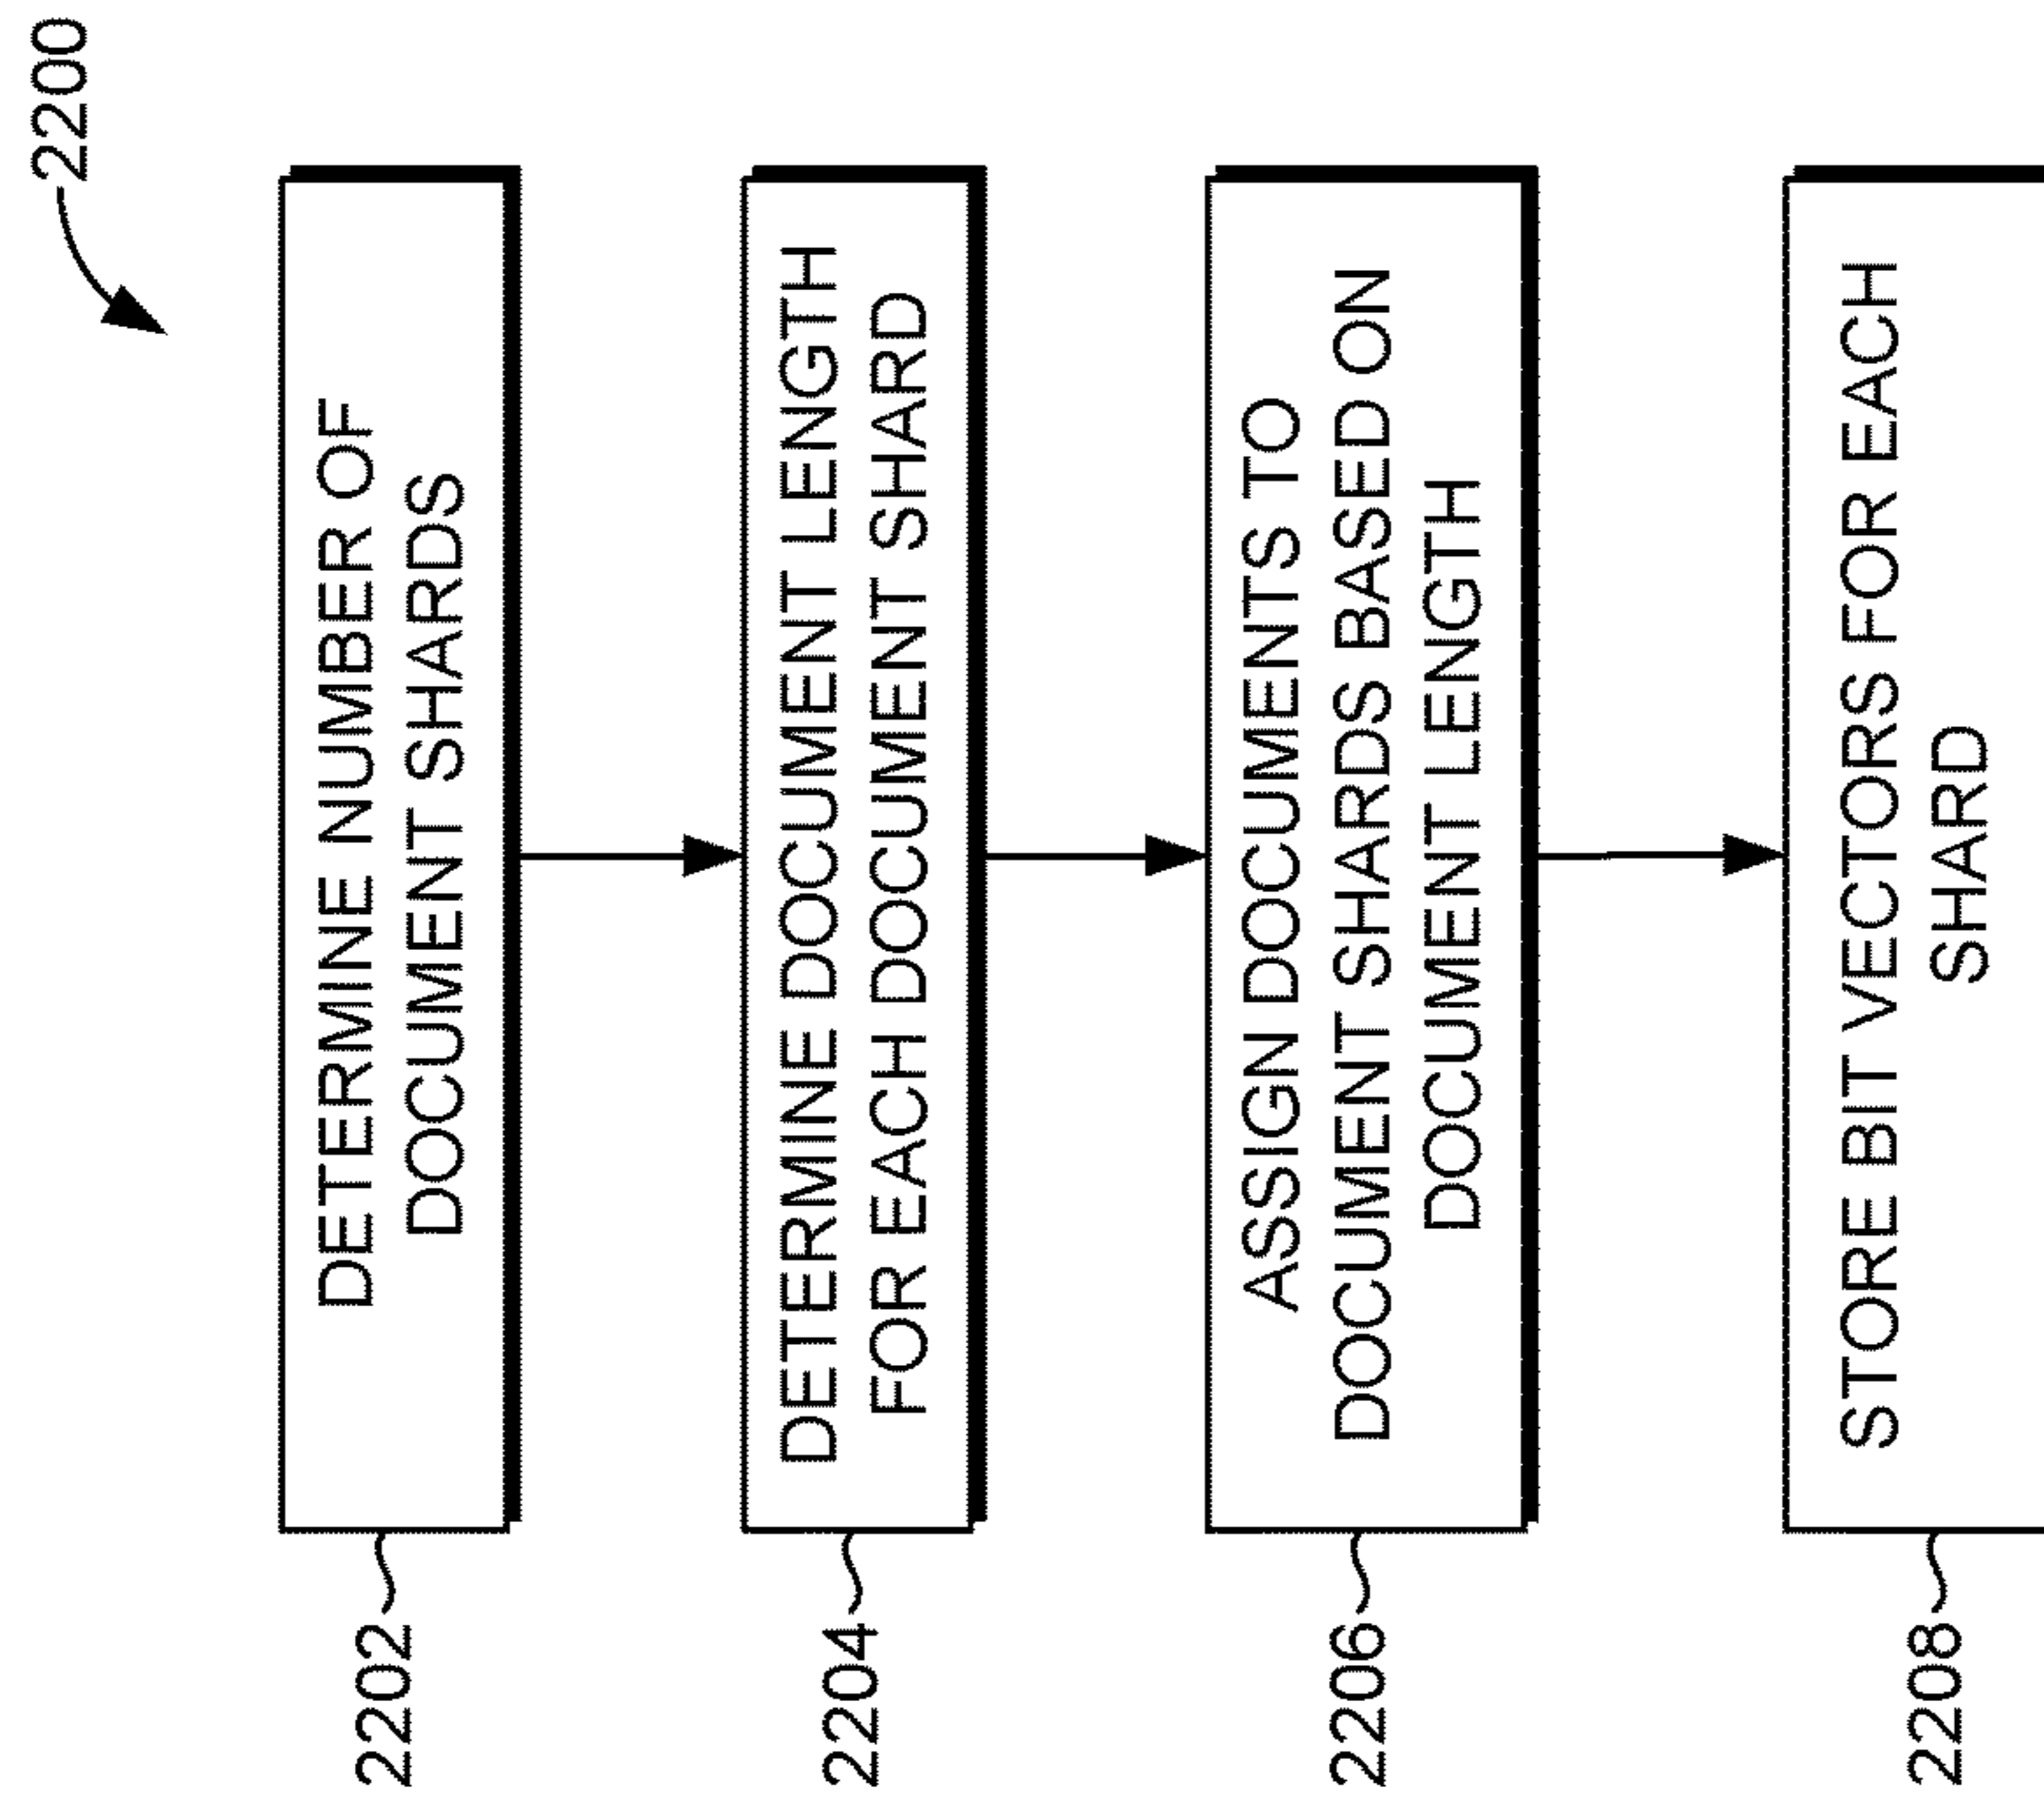 2200
2202
DETERMINE NUMBER OF
DOCUMENT SHARDS
2204
DETERMINE DOCUMENT LENGTH
FOR EACH DOCUMENT SHARD
2206
ASSIGN DOCUMENTS TO
DOCUMENT SHARDS BASED ON
DOCUMENT LENGTH
2208
STORE BIT VECTORS FOR EACH
SHARD